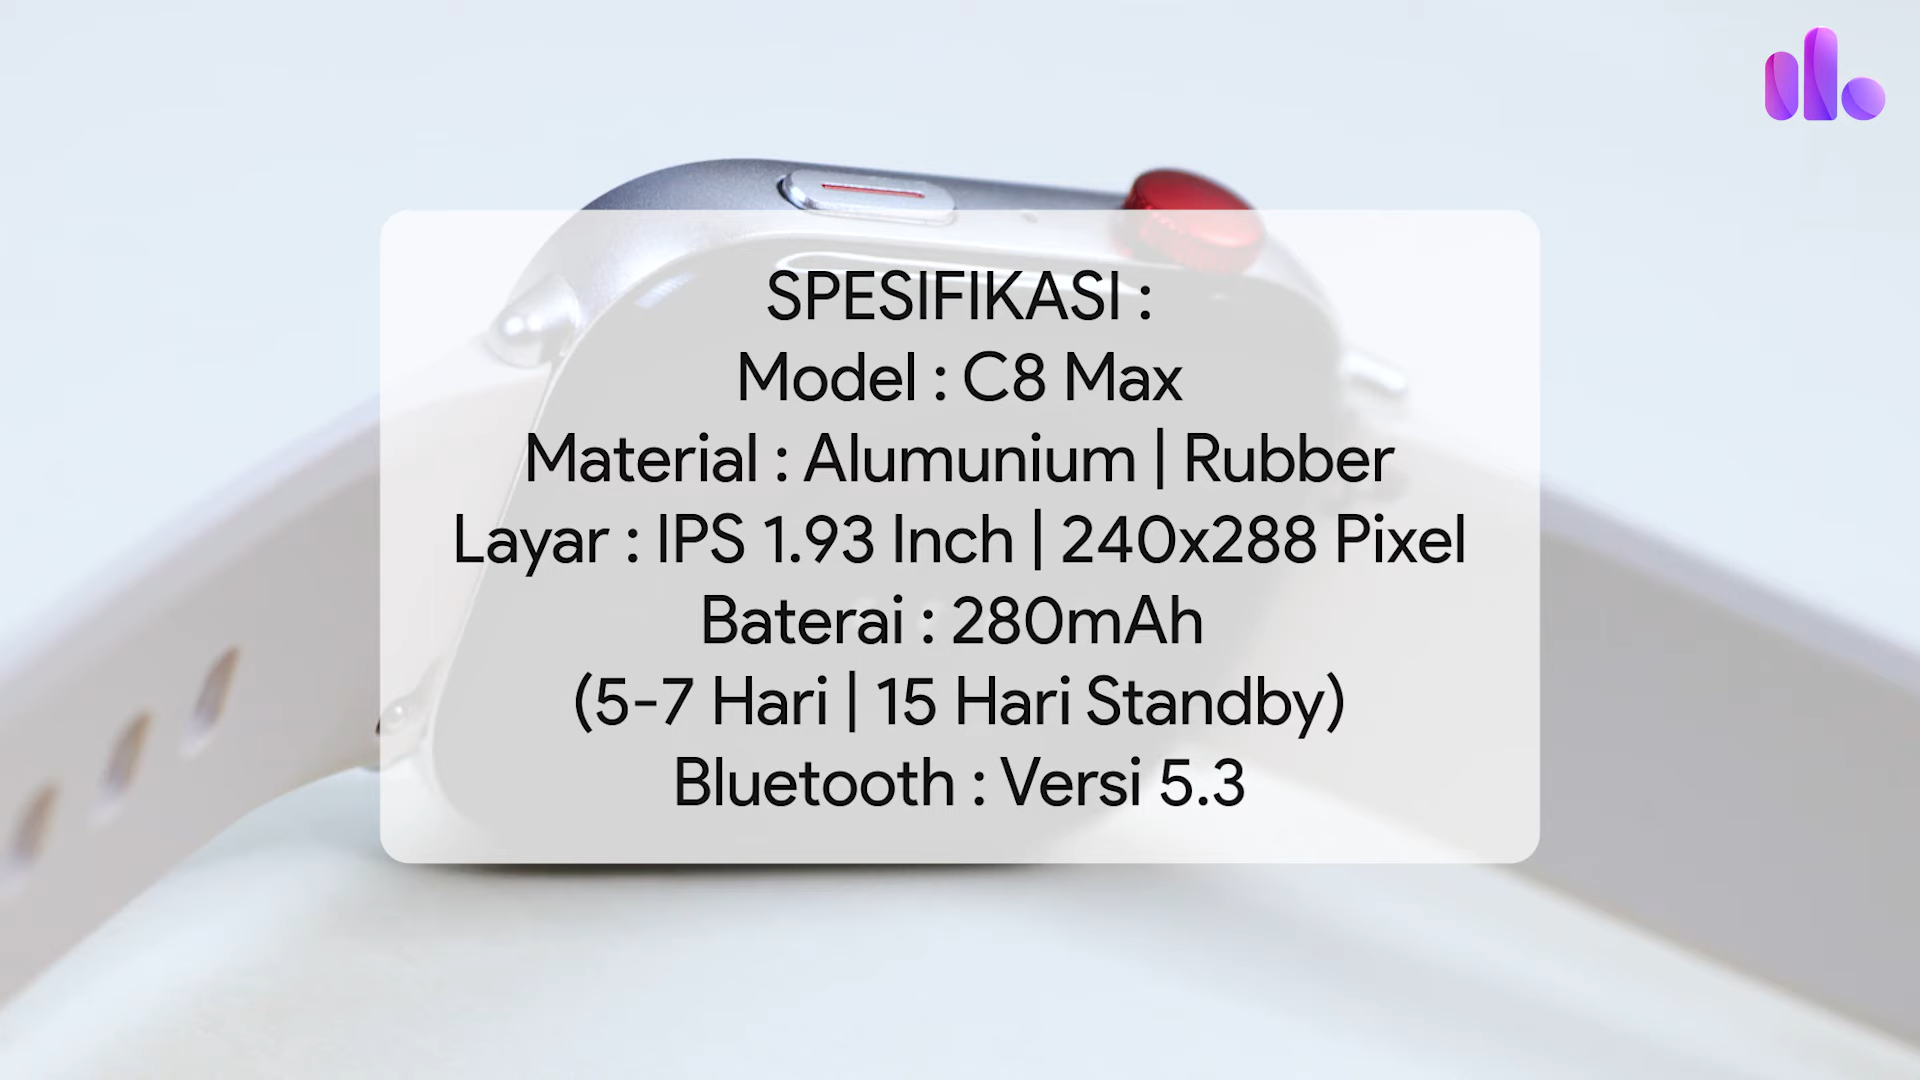 SPESIFIKASI :
Model : C8 Max
Material : Alumunium | Rubber
Layar : IPS 1.93 Inch | 240x288 Pixel
Baterai : 280mAh
(5-7 Hari | 15 Hari Standby)
Bluetooth : Versi 5.3